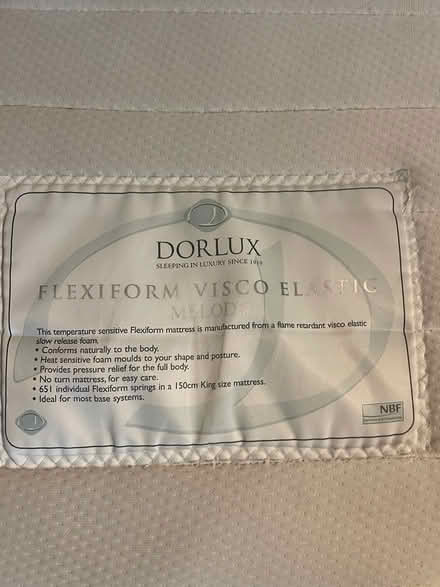 DORLUX
SLEEPING IN LUXURY SINCE
FLEXIFORM VISCO ELASTIC
MELODY
This temperature sensitive Flexiform mattress is manufactured from a flame retardant visco elastic
slow release foam.
• Conforms naturally to the body.
• Heat sensitive foam moulds to your shape and posture.
• Provides pressure relief for the full body.
• No turn mattress, for easy care.
• 651 individual Flexiform springs in a 150cm King size mattress.
• Ideal for most base systems.
NBF